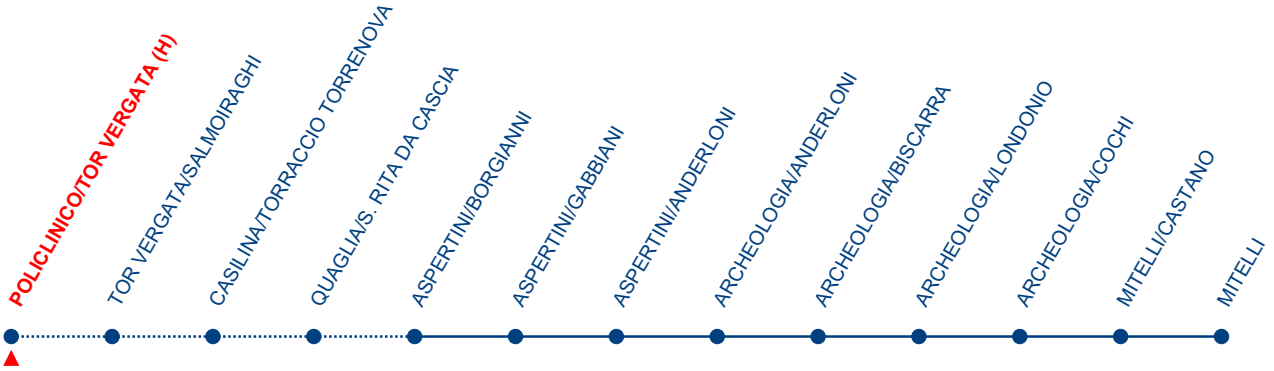 POLICLINICO/TOR VERGATA (H)
TOR VERGATA/SALMOIRAGHI
CASILINA/TORRACCIO TORRENOVA
QUAGLIA/S. RITA DA CASCIA
ASPERTINI/BORGIANNI
ASPERTINI/GABBIANI
ASPERTINI/ANDERLONI
ARCHEOLOGIA/ANDERLONI
ARCHEOLOGIA/BISCARRA
ARCHEOLOGIA/LONDONIO
ARCHEOLOGIA/COCHI
MITELLI/CASTANO
MITELLI